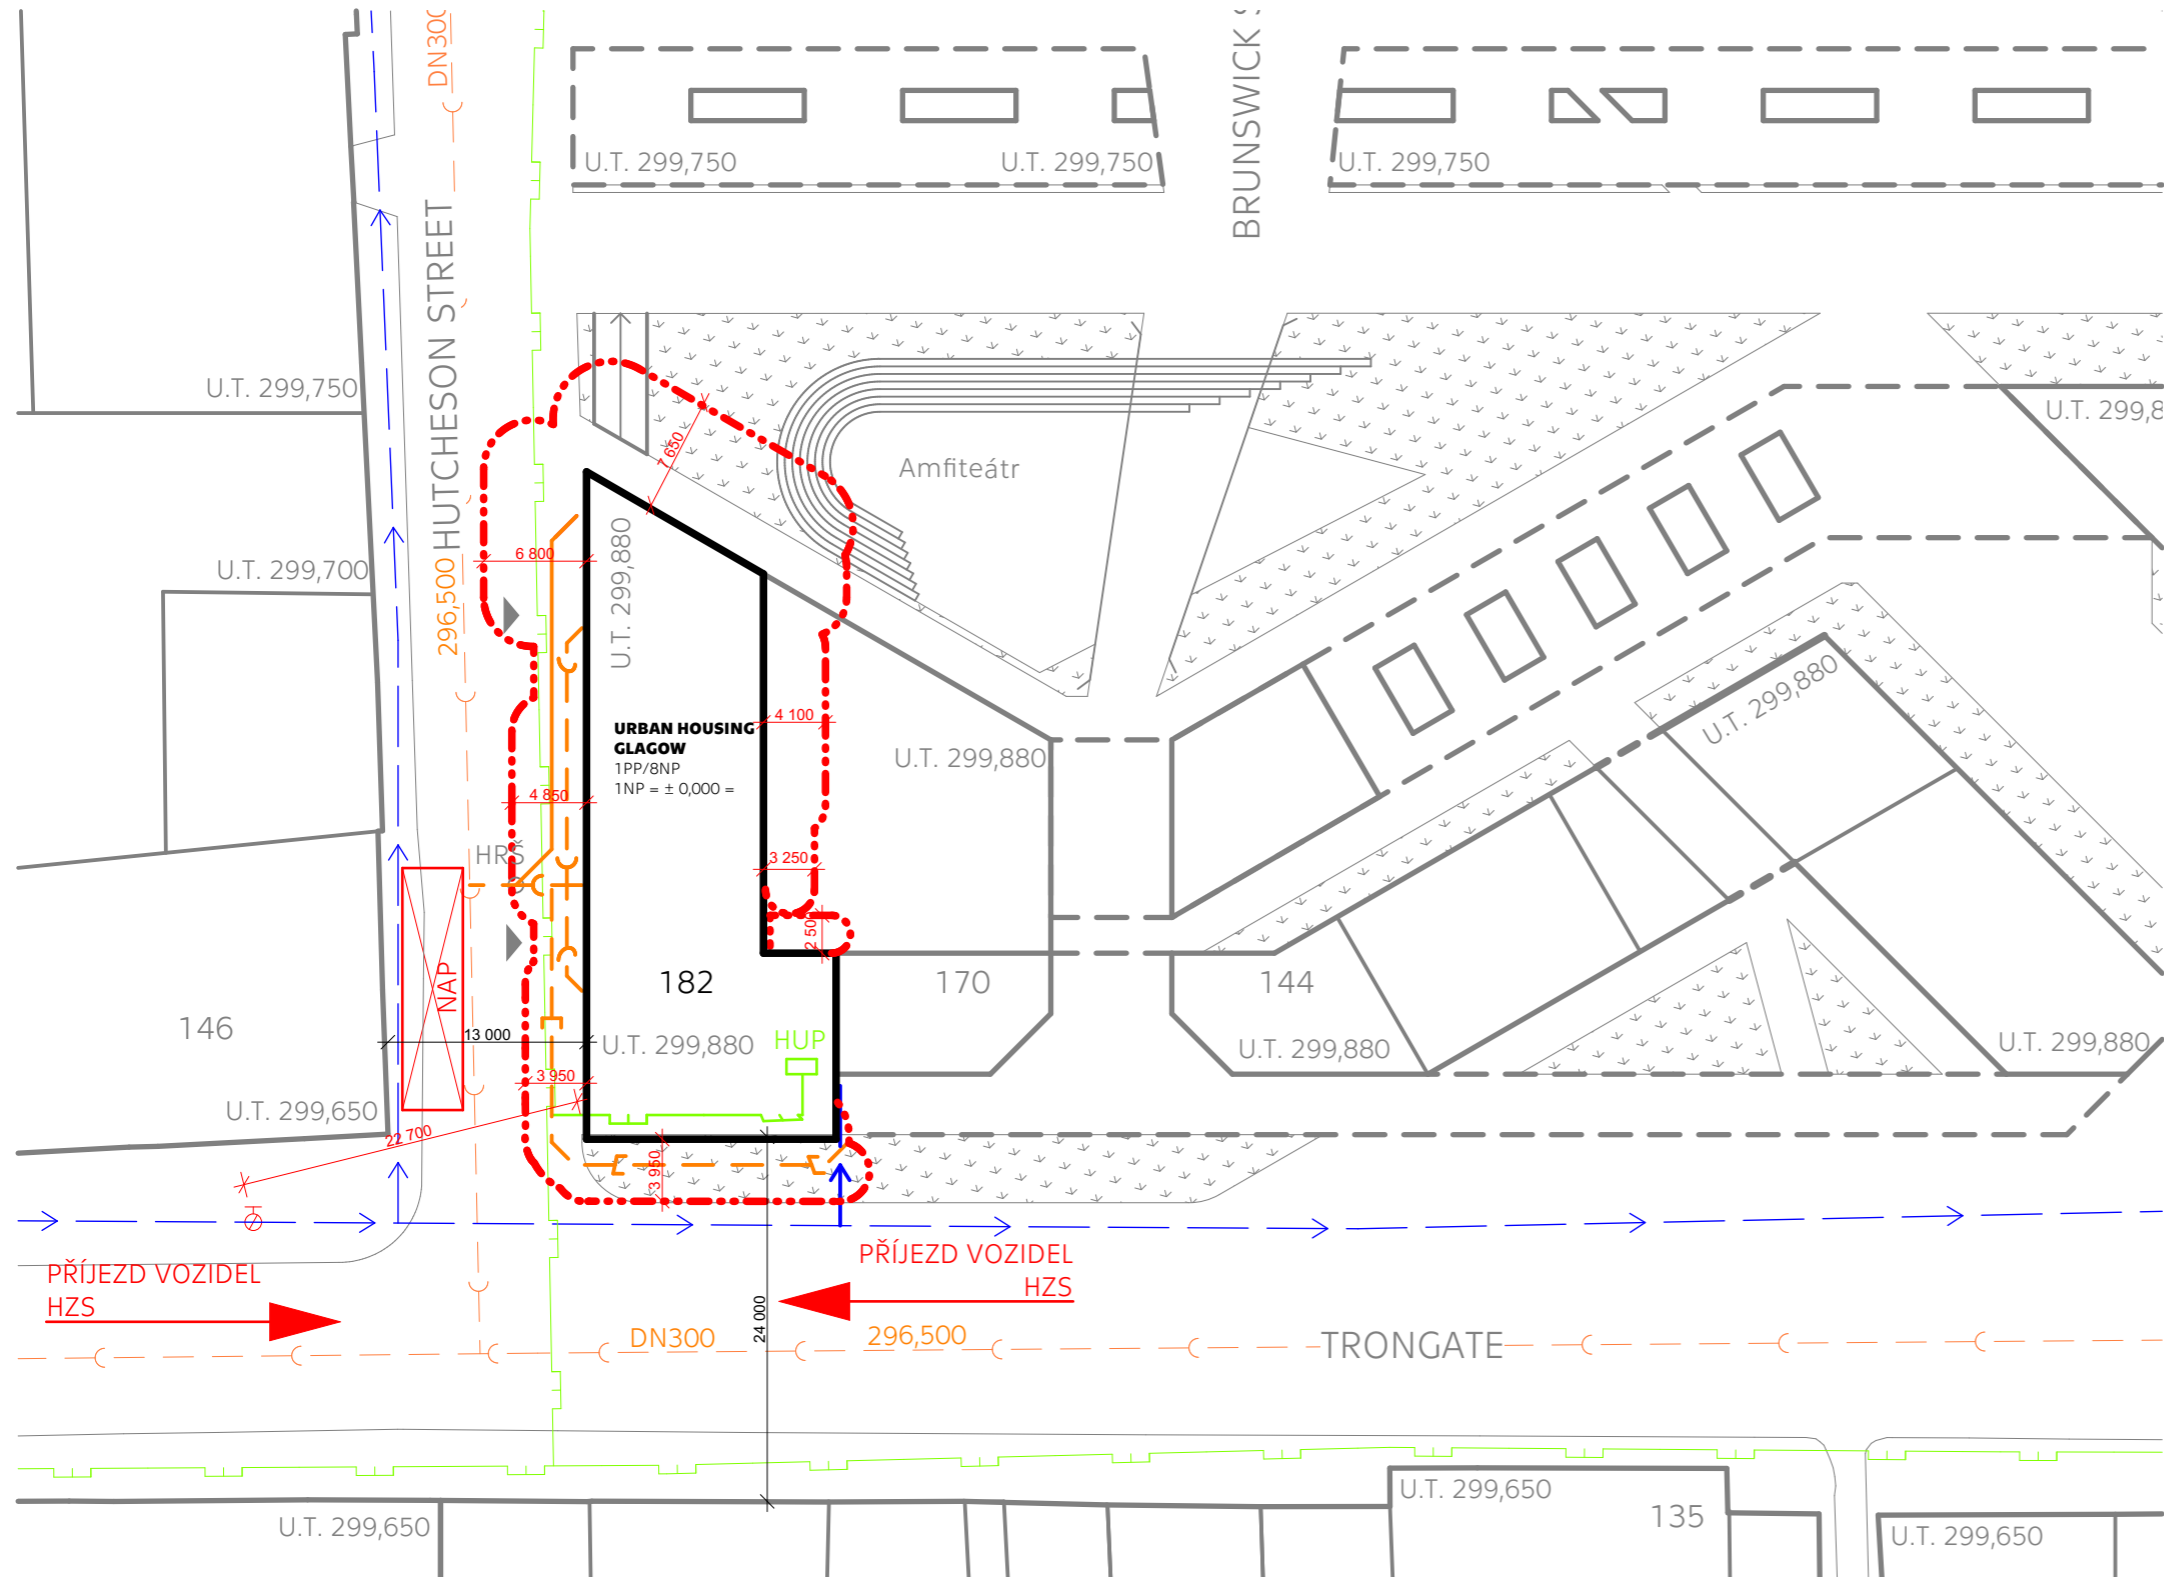 DN300
BRUNSWICK
U.T. 299,750
U.T. 299,750
U.T. 299,750
HUTCHESON STREET
U.T. 299,750
U.T. 299,8
7 650
Amfiteátr
6 800
U.T. 299,880
U.T. 299,700
296,500
4 100
URBAN HOUSING
GLAGOW
1PP/8NP
1NP = ± 0,000 =
U.T. 299,880
U.T. 299,880
4 850
HRŠ
3 250
2 500
NAP
182
170
144
146
13 000
U.T. 299,880
HUP
U.T. 299,880
U.T. 299,880
3 950
U.T. 299,650
22 700
3 950
PŘÍJEZD VOZIDEL
HZS
PŘÍJEZD VOZIDEL
HZS
24 000
DN300
296,500
TRONGATE
U.T. 299,650
135
U.T. 299,650
U.T. 299,650